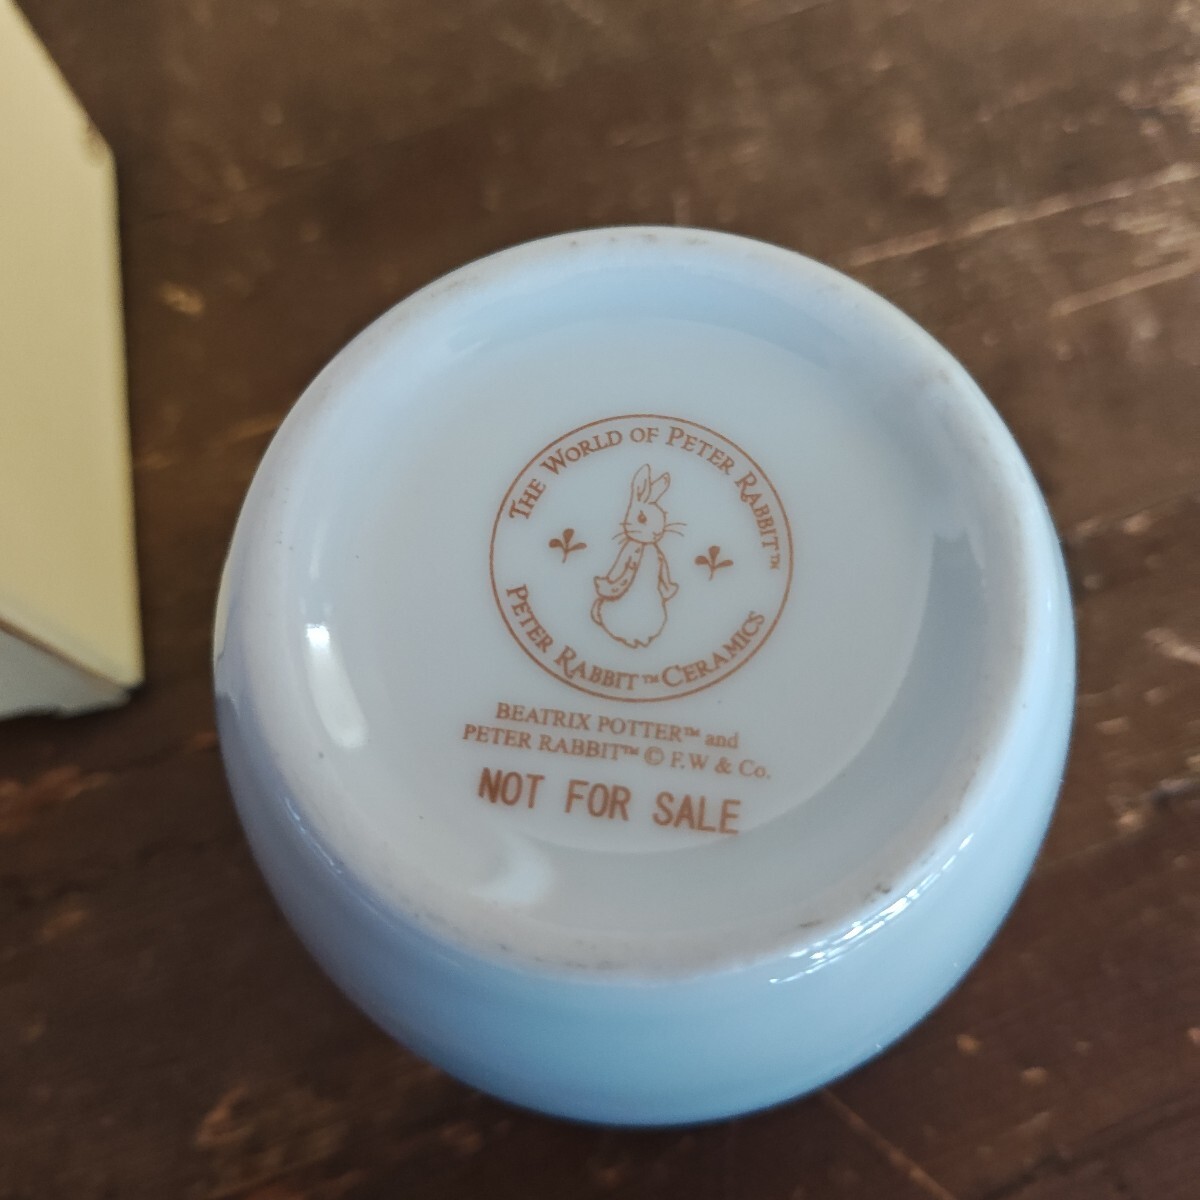 THE WORLD OF PETER RABBIT™
PETER RABBIT™ CERAMICS
BEATRIX POTTER™ and
PETER RABBIT™ © F.W & Co.
NOT FOR SALE